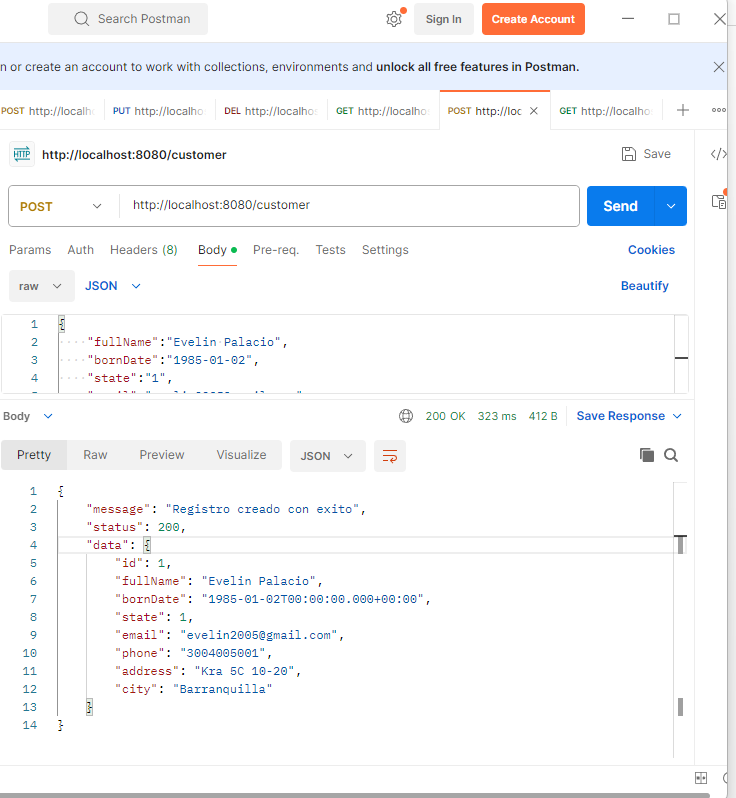 Search Postman
Sign In
Create Account
n or create an account to work with collections, environments and unlock all free features in Postman.
POST http://localh
PUT http://localho
DEL http://localhos
GET http://localhos
POST http://loc
GET http://localhos
HTTP http://localhost:8080/customer
Save
POST
http://localhost:8080/customer
Send
Params Auth Headers (8) Body Pre-req. Tests Settings
Cookies
raw JSON
Beautify
1 {
2 "fullName":"Evelin Palacio",
3 "bornDate":"1985-01-02",
4 "state":"1",
Body
200 OK 323 ms 412 B Save Response
Pretty Raw Preview Visualize JSON
1 {
2 "message": "Registro creado con exito",
3 "status": 200,
4 "data": {
5 "id": 1,
6 "fullName": "Evelin Palacio",
7 "bornDate": "1985-01-02T00:00:00.000+00:00",
8 "state": 1,
9 "email": "evelin2005@gmail.com",
10 "phone": "3004005001",
11 "address": "Kra 5C 10-20",
12 "city": "Barranquilla"
13 }
14 }